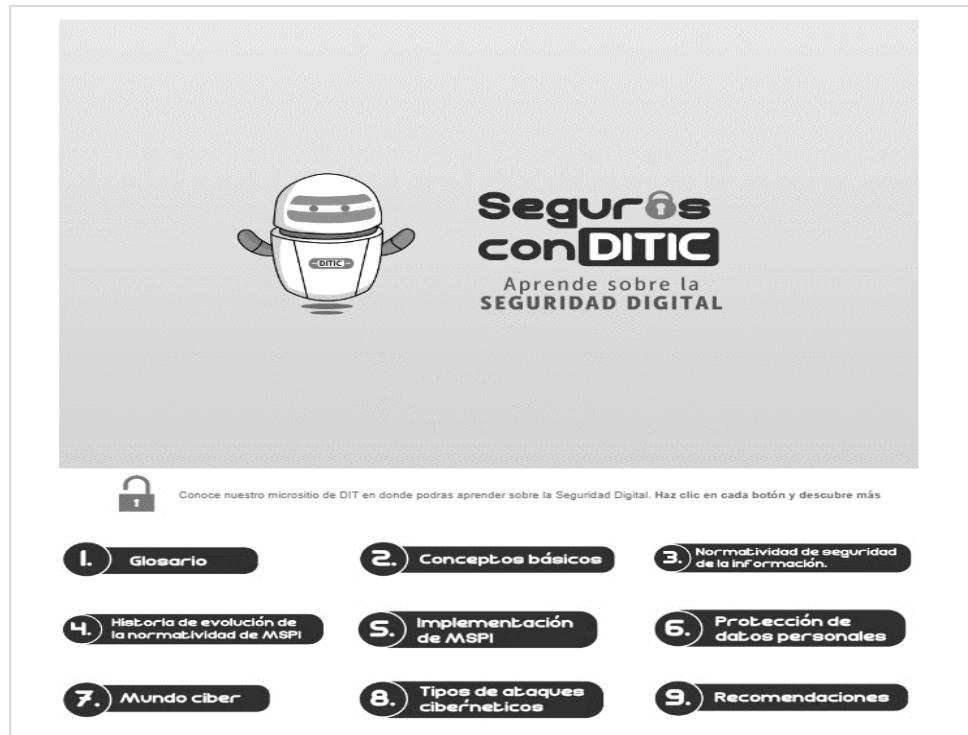 DITIC
Seguros
con DITIC
Aprende sobre la
SEGURIDAD DIGITAL
Conoce nuestro micrositio de DIT en donde podras aprender sobre la Seguridad Digital. Haz clic en cada botón y descubre más
1. Glosario
2. Conceptos básicos
3. Normatividad de seguridad
de la información.
4. Historia de evolución de
la normatividad de MSPI
5. Implementación
de MSPI
6. Protección de
datos personales
7. Mundo ciber
8. Tipos de ataques
ciberneticos
9. Recomendaciones